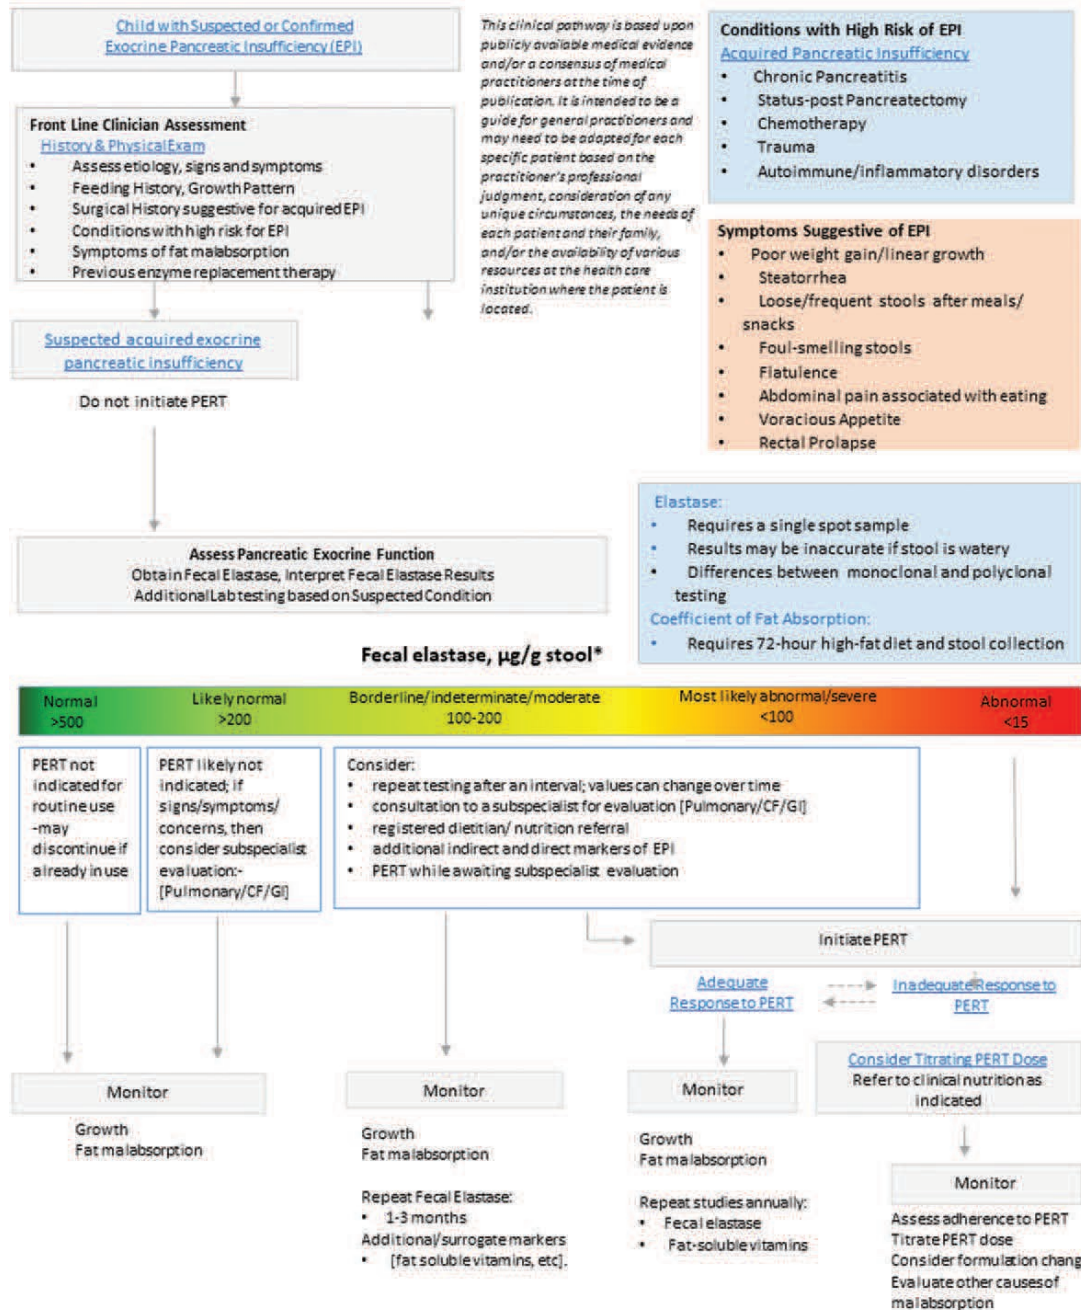 Child with Suspected or Confirmed
Exocrine Pancreatic Insufficiency (EPI)
This clinical pathway is based upon
publicly available medical evidence
and/or a consensus of medical
practitioners at the time of
publication. It is intended to be a
guide for general practitioners and
may need to be adapted for each
specific patient based on the
practitioner's professional
judgment, consideration of any
unique circumstances, the needs of
each patient and their family,
and/or the availability of various
resources at the health care
institution where the patient is
located.
Conditions with High Risk of EPI
Acquired Pancreatic Insufficiency
• Chronic Pancreatitis
• Status-post Pancreatectomy
• Chemotherapy
• Trauma
• Autoimmune/inflammatory disorders
Front Line Clinician Assessment
History & Physical Exam
• Assess etiology, signs and symptoms
• Feeding History, Growth Pattern
• Surgical History suggestive for acquired EPI
• Conditions with high risk for EPI
• Symptoms of fat malabsorption
• Previous enzyme replacement therapy
Symptoms Suggestive of EPI
• Poor weight gain/linear growth
• Steatorrhea
• Loose/frequent stools after meals/
snacks
• Foul-smelling stools
• Flatulence
• Abdominal pain associated with eating
• Voracious Appetite
• Rectal Prolapse
Suspected acquired exocrine
pancreatic insufficiency
Do not initiate PERT
Elastase:
• Requires a single spot sample
• Results may be inaccurate if stool is watery
• Differences between monoclonal and polyclonal
testing
Coefficient of Fat Absorption:
• Requires 72-hour high-fat diet and stool collection
Assess Pancreatic Exocrine Function
Obtain Fecal Elastase, Interpret Fecal Elastase Results
Additional Lab testing based on Suspected Condition
Fecal elastase, µg/g stool*
Normal
>500
Likely normal
>200
Borderline/indeterminate/moderate
100-200
Most likely abnormal/severe
<100
Abnormal
<15
PERT not
indicated for
routine use
-may
discontinue if
already in use
PERT likely not
indicated; if
signs/symptoms/
concerns, then
consider subspecialist
evaluation:-
[Pulmonary/CF/GI]
Consider:
• repeat testing after an interval; values can change over time
• consultation to a subspecialist for evaluation [Pulmonary/CF/GI]
• registered dietitian/ nutrition referral
• additional indirect and direct markers of EPI
• PERT while awaiting subspecialist evaluation
Initiate PERT
Adequate
Response to PERT
Inadequate Response to
PERT
Consider Titrating PERT Dose
Refer to clinical nutrition as
indicated
Monitor
Growth
Fat malabsorption
Monitor
Growth
Fat malabsorption
Repeat Fecal Elastase:
• 1-3 months
Additional/surrogate markers
• [fat soluble vitamins, etc].
Monitor
Growth
Fat malabsorption
Repeat studies annually:
• Fecal elastase
• Fat-soluble vitamins
Monitor
Assess adherence to PERT
Titrate PERT dose
Consider formulation chang
Evaluate other causes of
malabsorption